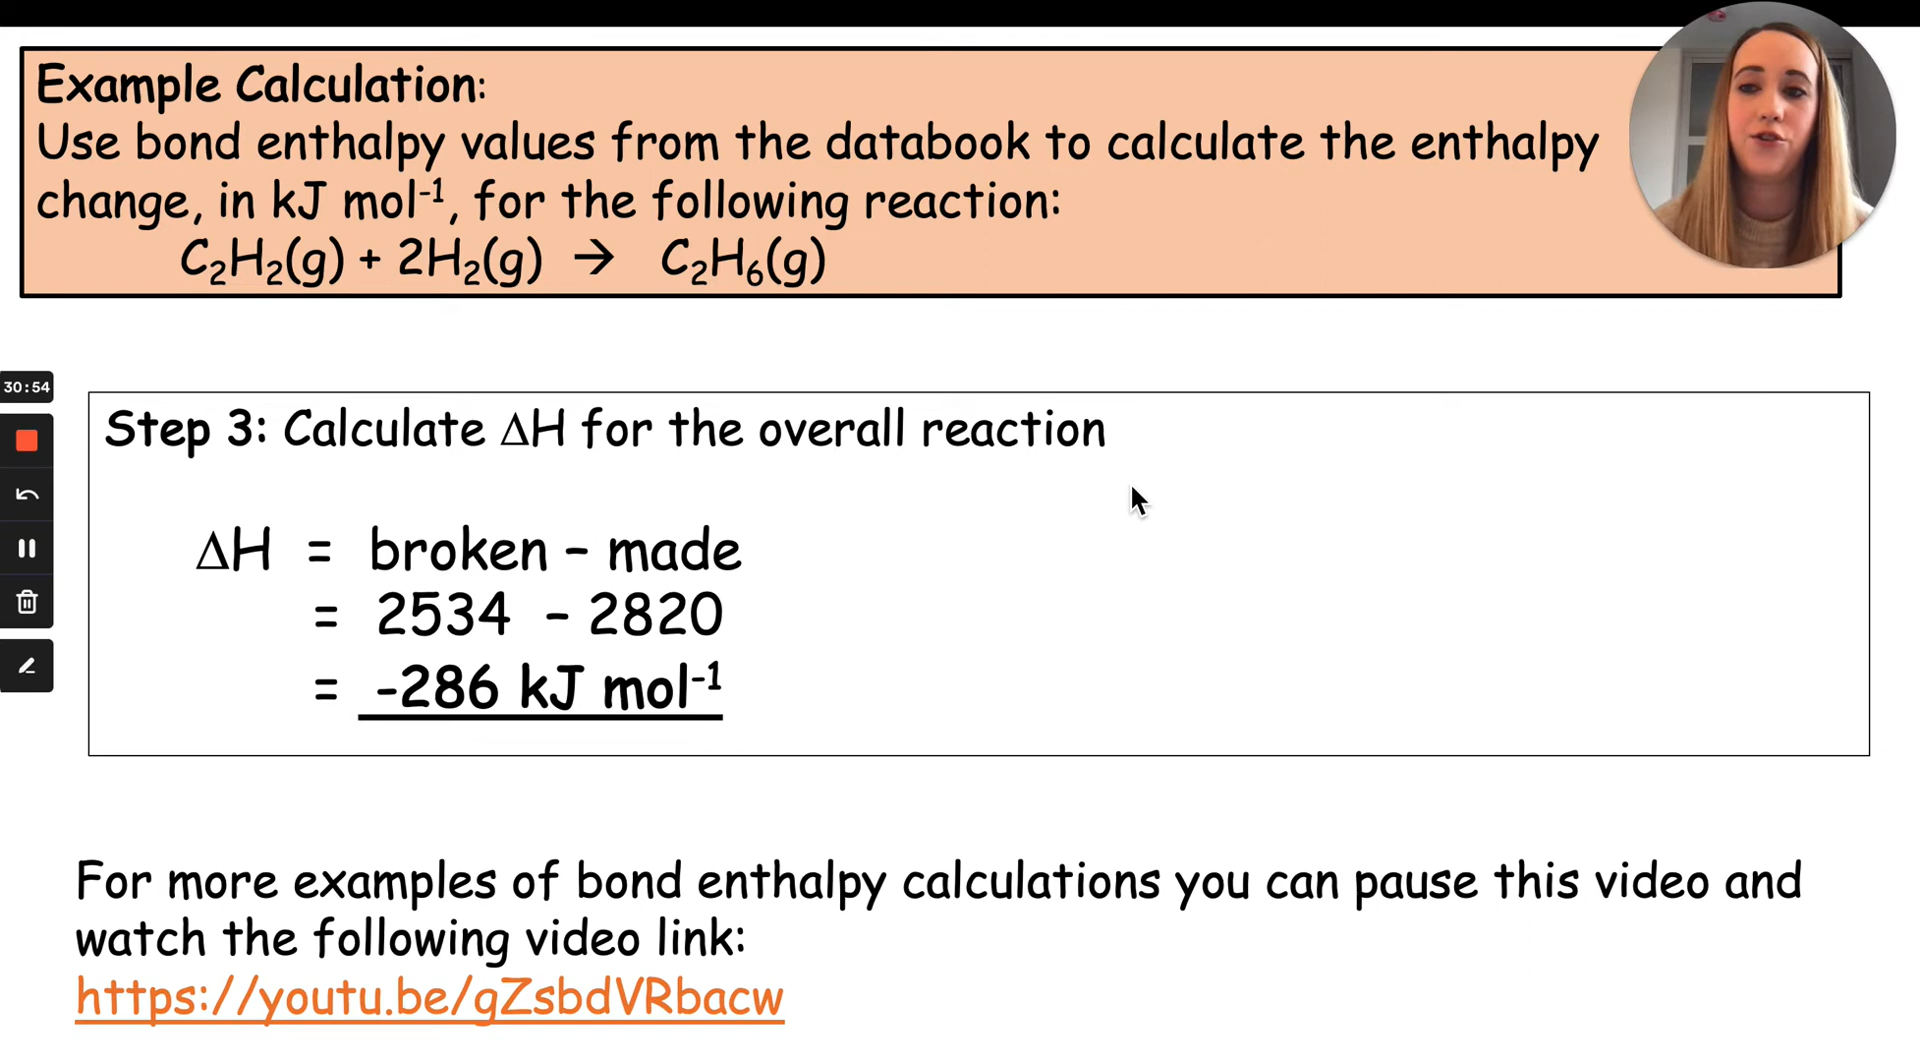 Example Calculation:
Use bond enthalpy values from the databook to calculate the enthalpy
change, in kJ mol⁻¹, for the following reaction:
C₂H₂(g) + 2H₂(g) → C₂H₆(g)
30:54
Step 3: Calculate ΔH for the overall reaction
ΔH = broken – made
= 2534 – 2820
= -286 kJ mol⁻¹
For more examples of bond enthalpy calculations you can pause this video and
watch the following video link:
https://youtu.be/gZsbdVRbacw